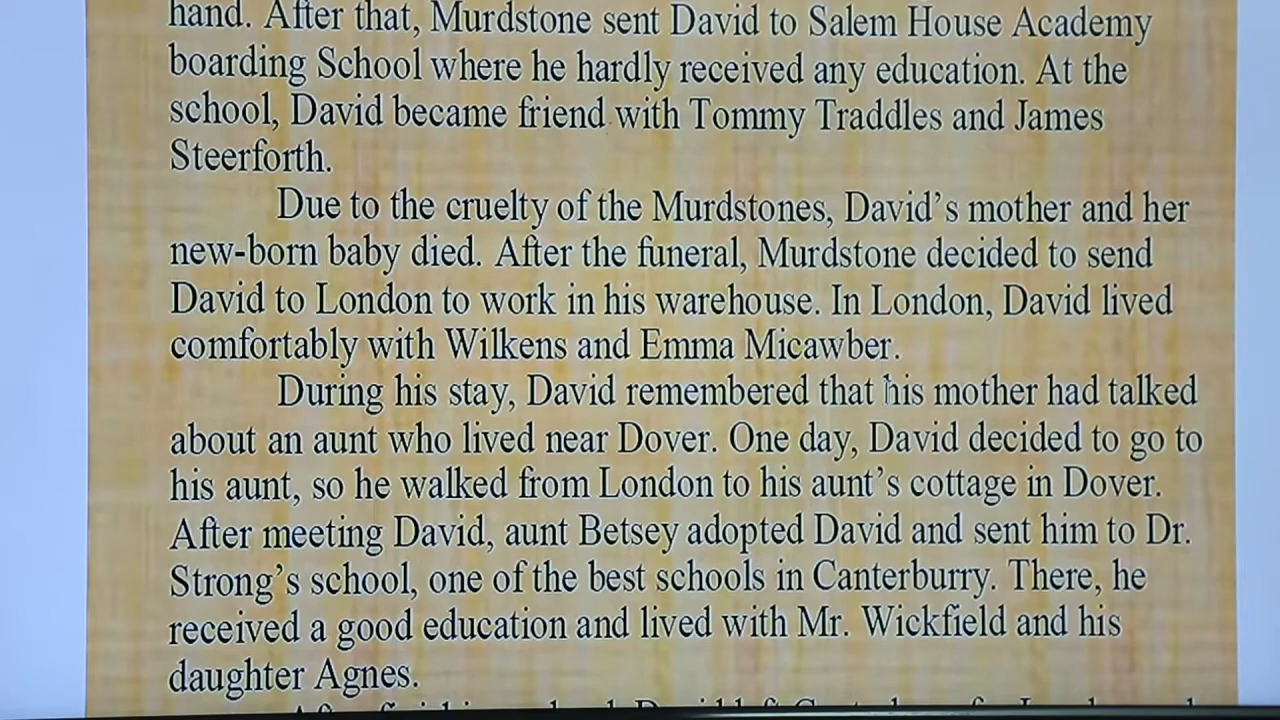 hand. After that, Murdstone sent David to Salem House Academy
boarding School where he hardly received any education. At the
school, David became friend with Tommy Traddles and James
Steerforth.
Due to the cruelty of the Murdstones, David's mother and her
new-born baby died. After the funeral, Murdstone decided to send
David to London to work in his warehouse. In London, David lived
comfortably with Wilkens and Emma Micawber.
During his stay, David remembered that his mother had talked
about an aunt who lived near Dover. One day, David decided to go to
his aunt, so he walked from London to his aunt's cottage in Dover.
After meeting David, aunt Betsey adopted David and sent him to Dr.
Strong's school, one of the best schools in Canterburry. There, he
received a good education and lived with Mr. Wickfield and his
daughter Agnes.